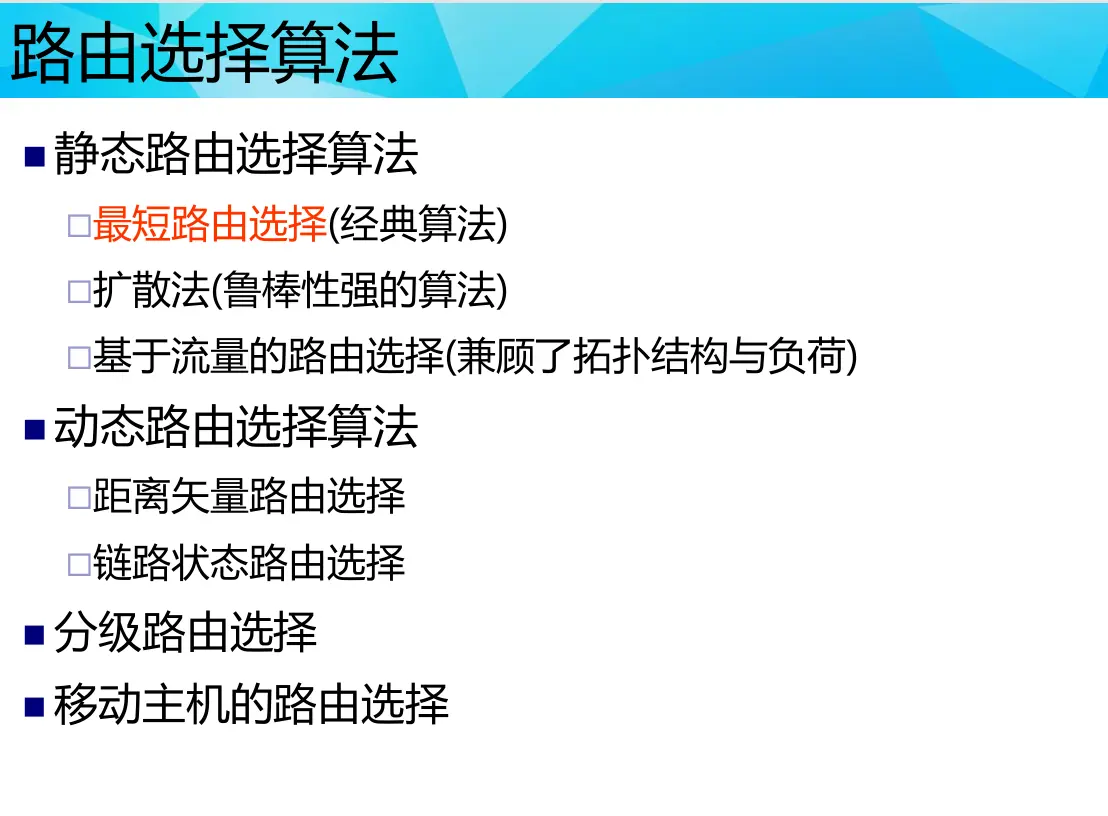 路由选择算法
静态路由选择算法
最短路由选择(经典算法)
扩散法(鲁棒性强的算法)
基于流量的路由选择(兼顾了拓扑结构与负荷)
动态路由选择算法
距离矢量路由选择
链路状态路由选择
分级路由选择
移动主机的路由选择